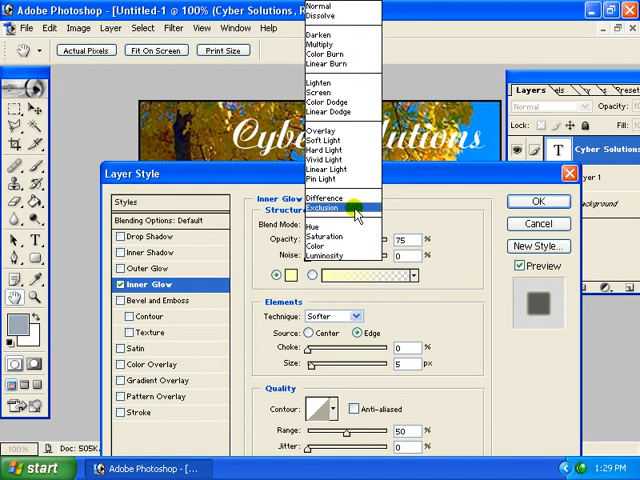 Adobe Photoshop - [Untitled-1 @ 100% (Cyber Solutions, R
File Edit Image Layer Select Filter View
Actual Pixels Fit On Screen Print Size
Normal
Dissolve
Darken
Multiply
Color Burn
Linear Burn
Lighten
Screen
Color Dodge
Linear Dodge
Overlay
Soft Light
Hard Light
Vivid Light
Linear Light
Pin Light
Difference
Exclusion
Hue
Saturation
Color
Luminosity
Cyber Solutions
Layers
Normal Opacity:
Lock: Fill:
T Cyber Solutions
Layer Style
Styles
Blending Options: Default
Drop Shadow
Inner Shadow
Outer Glow
Inner Glow
Bevel and Emboss
Contour
Texture
Satin
Color Overlay
Gradient Overlay
Pattern Overlay
Stroke
Inner Glow
Structure
Blend Mode:
Opacity: 75 %
Noise: 0 %
Elements
Technique: Softer
Source: Center Edge
Choke: 0 %
Size: 5 px
Quality
Contour: Anti-aliased
Range: 50 %
Jitter: 0 %
OK
Cancel
New Style...
Preview
100% Doc: 505K
start Adobe Photoshop - [... 1:29 PM